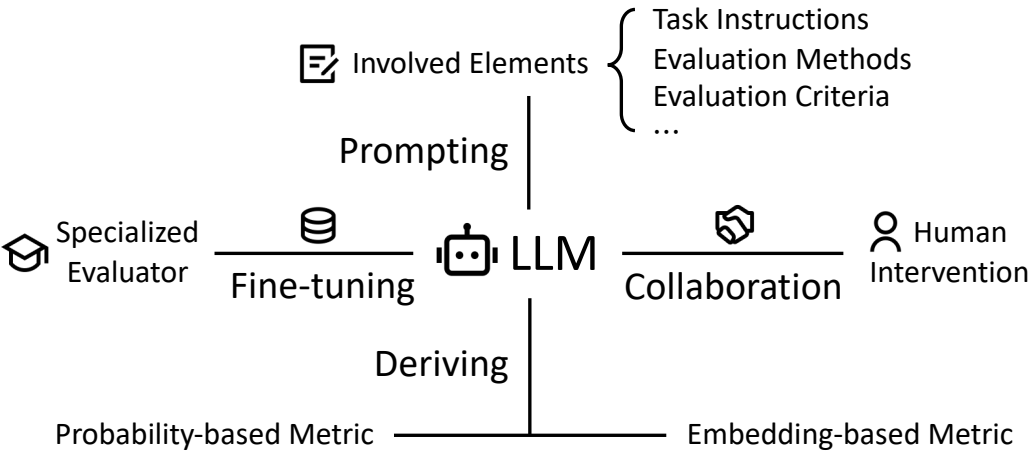 Involved Elements
Task Instructions
Evaluation Methods
Evaluation Criteria
...
Prompting
Specialized
Evaluator
Fine-tuning
LLM
Collaboration
Human
Intervention
Deriving
Probability-based Metric
Embedding-based Metric